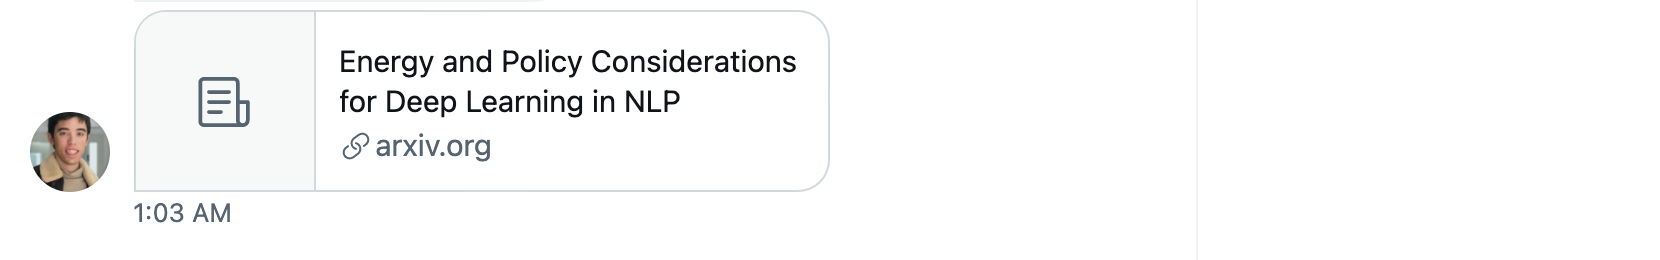 Energy and Policy Considerations
for Deep Learning in NLP
arxiv.org
1:03 AM